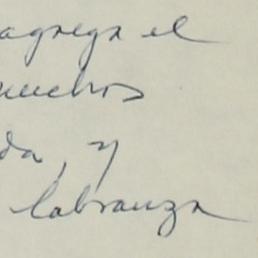 agrega el
muchos
da, y
labranza